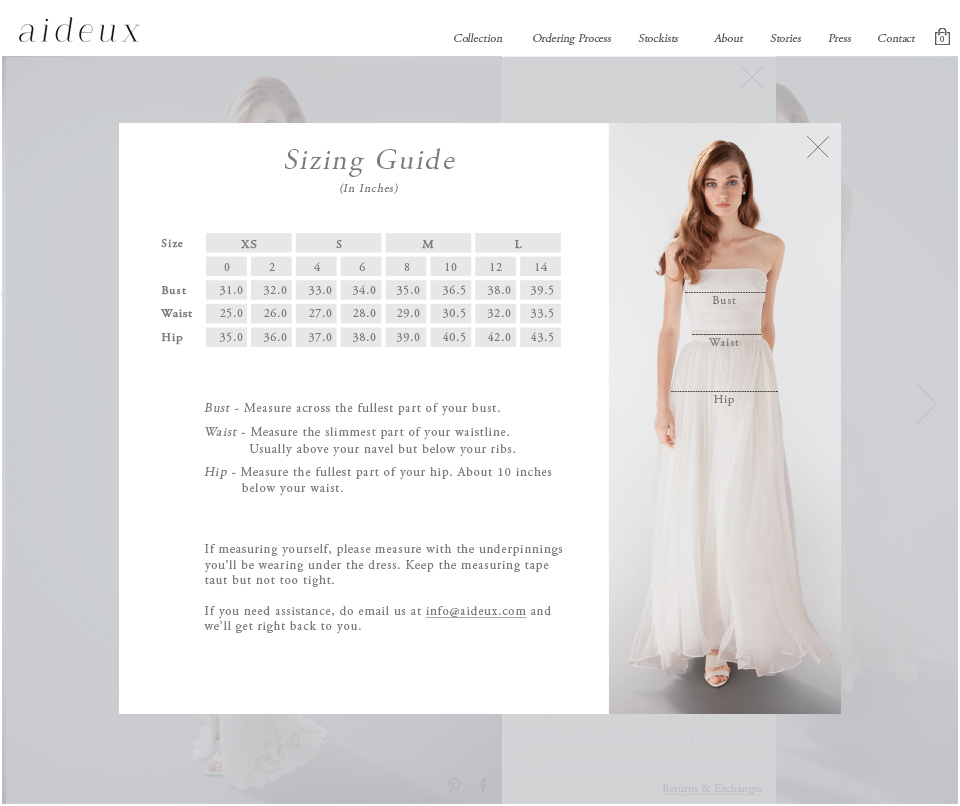 aideux
Collection Ordering Process Stockists About Stories Press Contact 0
Sizing Guide
(In Inches)
Size XS S M L
0 2 4 6 8 10 12 14
Bust 31.0 32.0 33.0 34.0 35.0 36.5 38.0 39.5
Waist 25.0 26.0 27.0 28.0 29.0 30.5 32.0 33.5
Hip 35.0 36.0 37.0 38.0 39.0 40.5 42.0 43.5
Bust - Measure across the fullest part of your bust.
Waist - Measure the slimmest part of your waistline.
Usually above your navel but below your ribs.
Hip - Measure the fullest part of your hip. About 10 inches
below your waist.
If measuring yourself, please measure with the underpinnings
you'll be wearing under the dress. Keep the measuring tape
taut but not too tight.
If you need assistance, do email us at info@aideux.com and
we'll get right back to you.
Bust
Waist
Hip
Returns & Exchanges